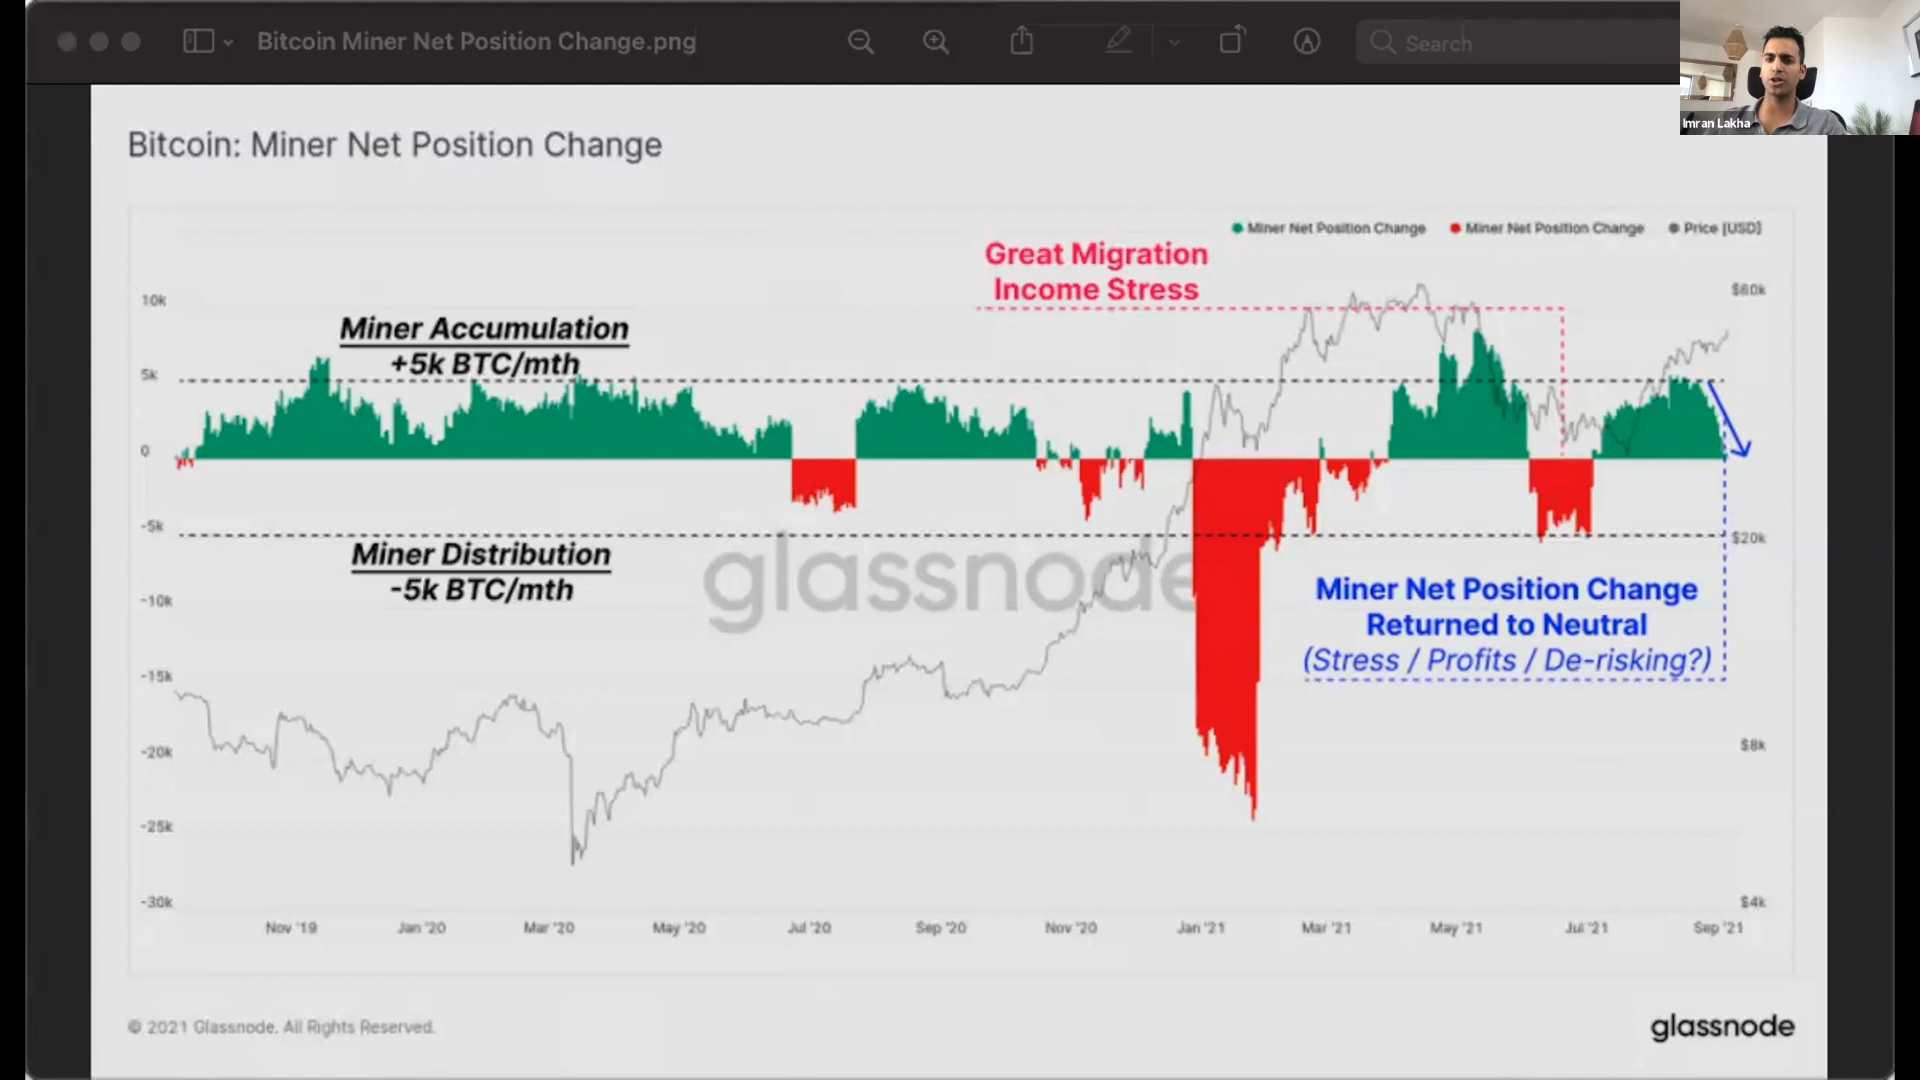 Bitcoin Miner Net Position Change.png
Search
Imran Lakha
Bitcoin: Miner Net Position Change
Miner Net Position Change
Miner Net Position Change
Price [USD]
Great Migration
Income Stress
Miner Accumulation
+5k BTC/mth
Miner Distribution
-5k BTC/mth
glassnode
Miner Net Position Change
Returned to Neutral
(Stress / Profits / De-risking?)
10k
5k
0
-5k
-10k
-15k
-20k
-25k
-30k
$60k
$20k
$8k
$4k
Nov '19
Jan '20
Mar '20
May '20
Jul '20
Sep '20
Nov '20
Jan '21
Mar '21
May '21
Jul '21
Sep '21
© 2021 Glassnode. All Rights Reserved.
glassnode